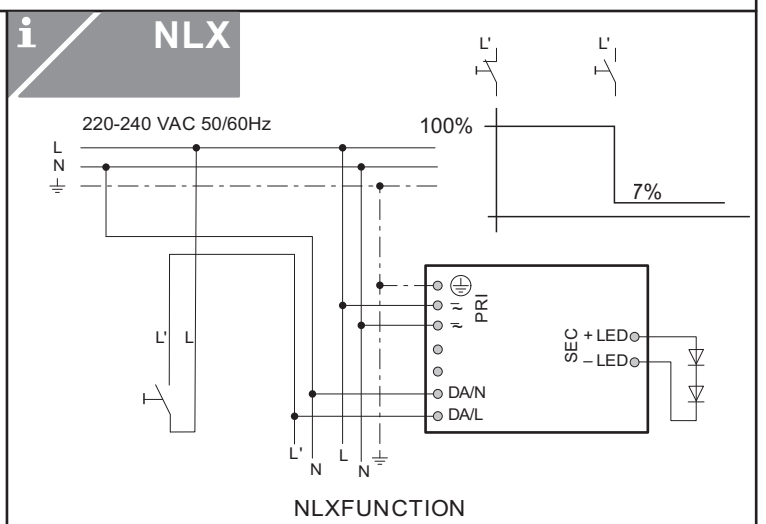 i NLX
L' L'
220-240 VAC 50/60Hz
100%
L
N
7%
PRI
SEC
+ LED
– LED
L' L
DA/N
DA/L
L' N L N
NLXFUNCTION